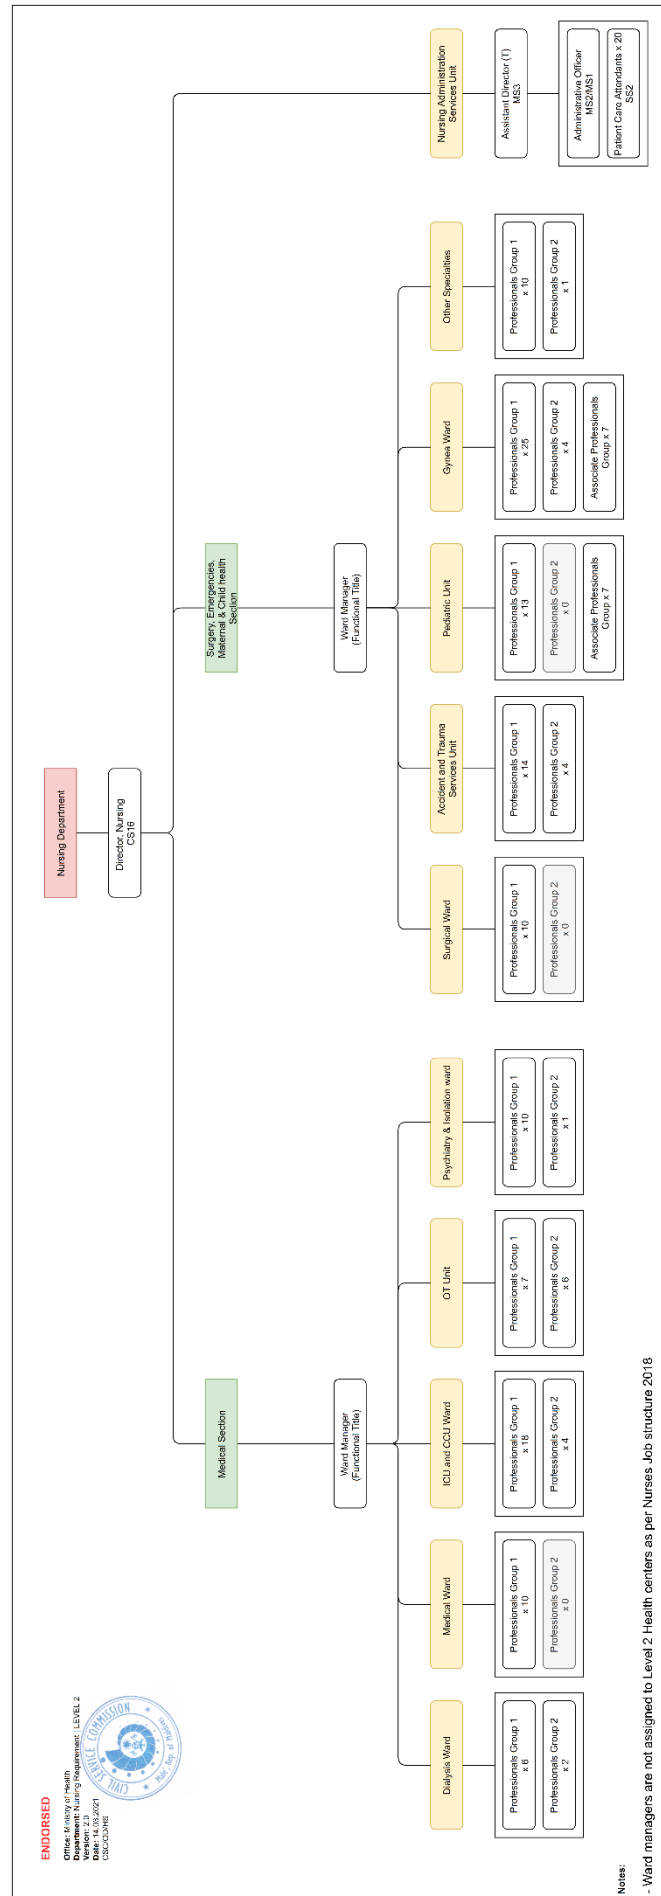 ENDORSED
Office: Ministry of Health
Department: Nursing Requirement | LEVEL 2
Version: 2.0
Date: 14.03.2021
CIVIL SERVICE COMMISSION
Male', Rep. of Maldives
Nursing Department
Director, Nursing
CS16
Medical Section
Ward Manager
(Functional Title)
Dialysis Ward
Professionals Group 1
x 6
Professionals Group 2
x 2
Medical Ward
Professionals Group 1
x 10
Professionals Group 2
x 0
ICU and CCU Ward
Professionals Group 1
x 18
Professionals Group 2
x 4
OT Unit
Professionals Group 1
x 7
Professionals Group 2
x 6
Psychiatry & Isolation ward
Professionals Group 1
x 10
Professionals Group 2
x 1
Surgery, Emergencies,
Maternal & Child health
Section
Ward Manager
(Functional Title)
Surgical Ward
Professionals Group 1
x 10
Professionals Group 2
x 0
Accident and Trauma
Services Unit
Professionals Group 1
x 14
Professionals Group 2
x 4
Pediatric Unit
Professionals Group 1
x 13
Professionals Group 2
x 0
Associate Professionals
Group x 7
Gynea Ward
Professionals Group 1
x 25
Professionals Group 2
x 4
Associate Professionals
Group x 7
Other Specialties
Professionals Group 1
x 10
Professionals Group 2
x 1
Nursing Administration
Services Unit
Assistant Director (T)
MS3
Administrative Officer
MS2/MS1
Patient Care Attendants x 20
SS2
Notes:
- Ward managers are not assigned to Level 2 Health centers as per Nurses Job structure 2018